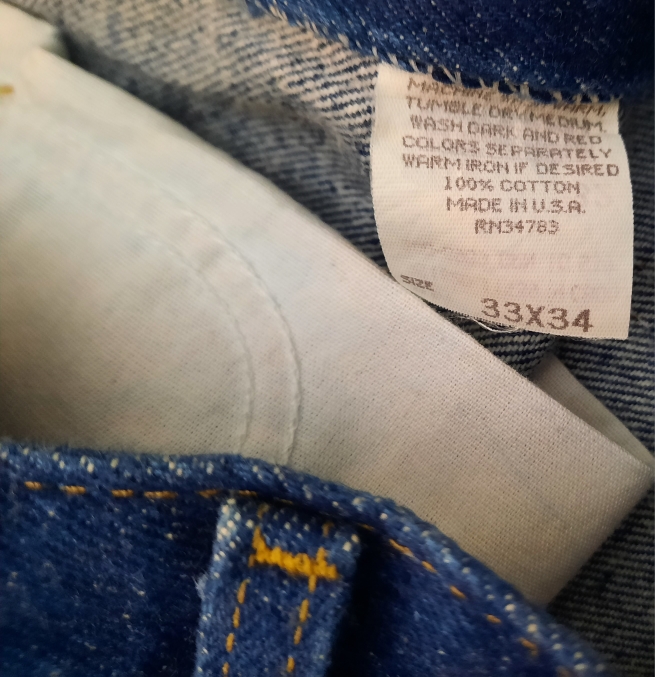 TUMBLE DRY MEDIUM,
WASH DARK AND RED
COLORS SEPARATELY
WARM IRON IF DESIRED
100% COTTON
MADE IN U.S.A.
RN34783
SIZE
33X34